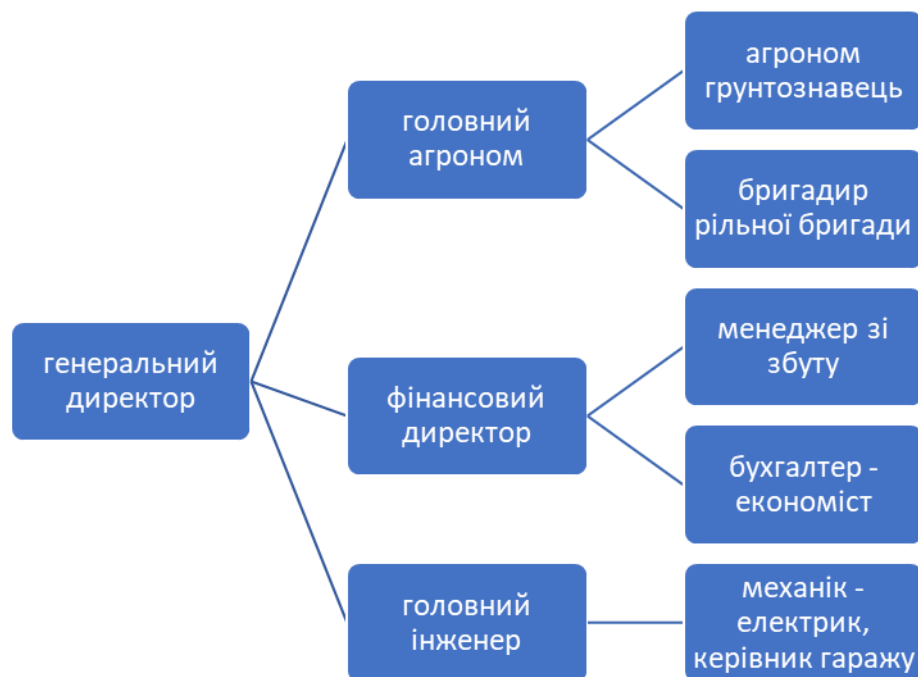 агроном
грунтознавець
головний
агроном
бригадир
рільної бригади
генеральний
директор
менеджер зі
збуту
фінансовий
директор
бухгалтер -
економіст
головний
інженер
механік -
електрик,
керівник гаражу